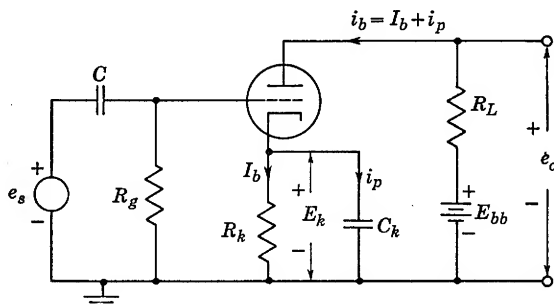 i_b = I_b + i_p
C
+
e_s
-
R_g
I_b
R_k
+
E_k
-
i_p
C_k
R_L
+
E_bb
-
+
e_o
-